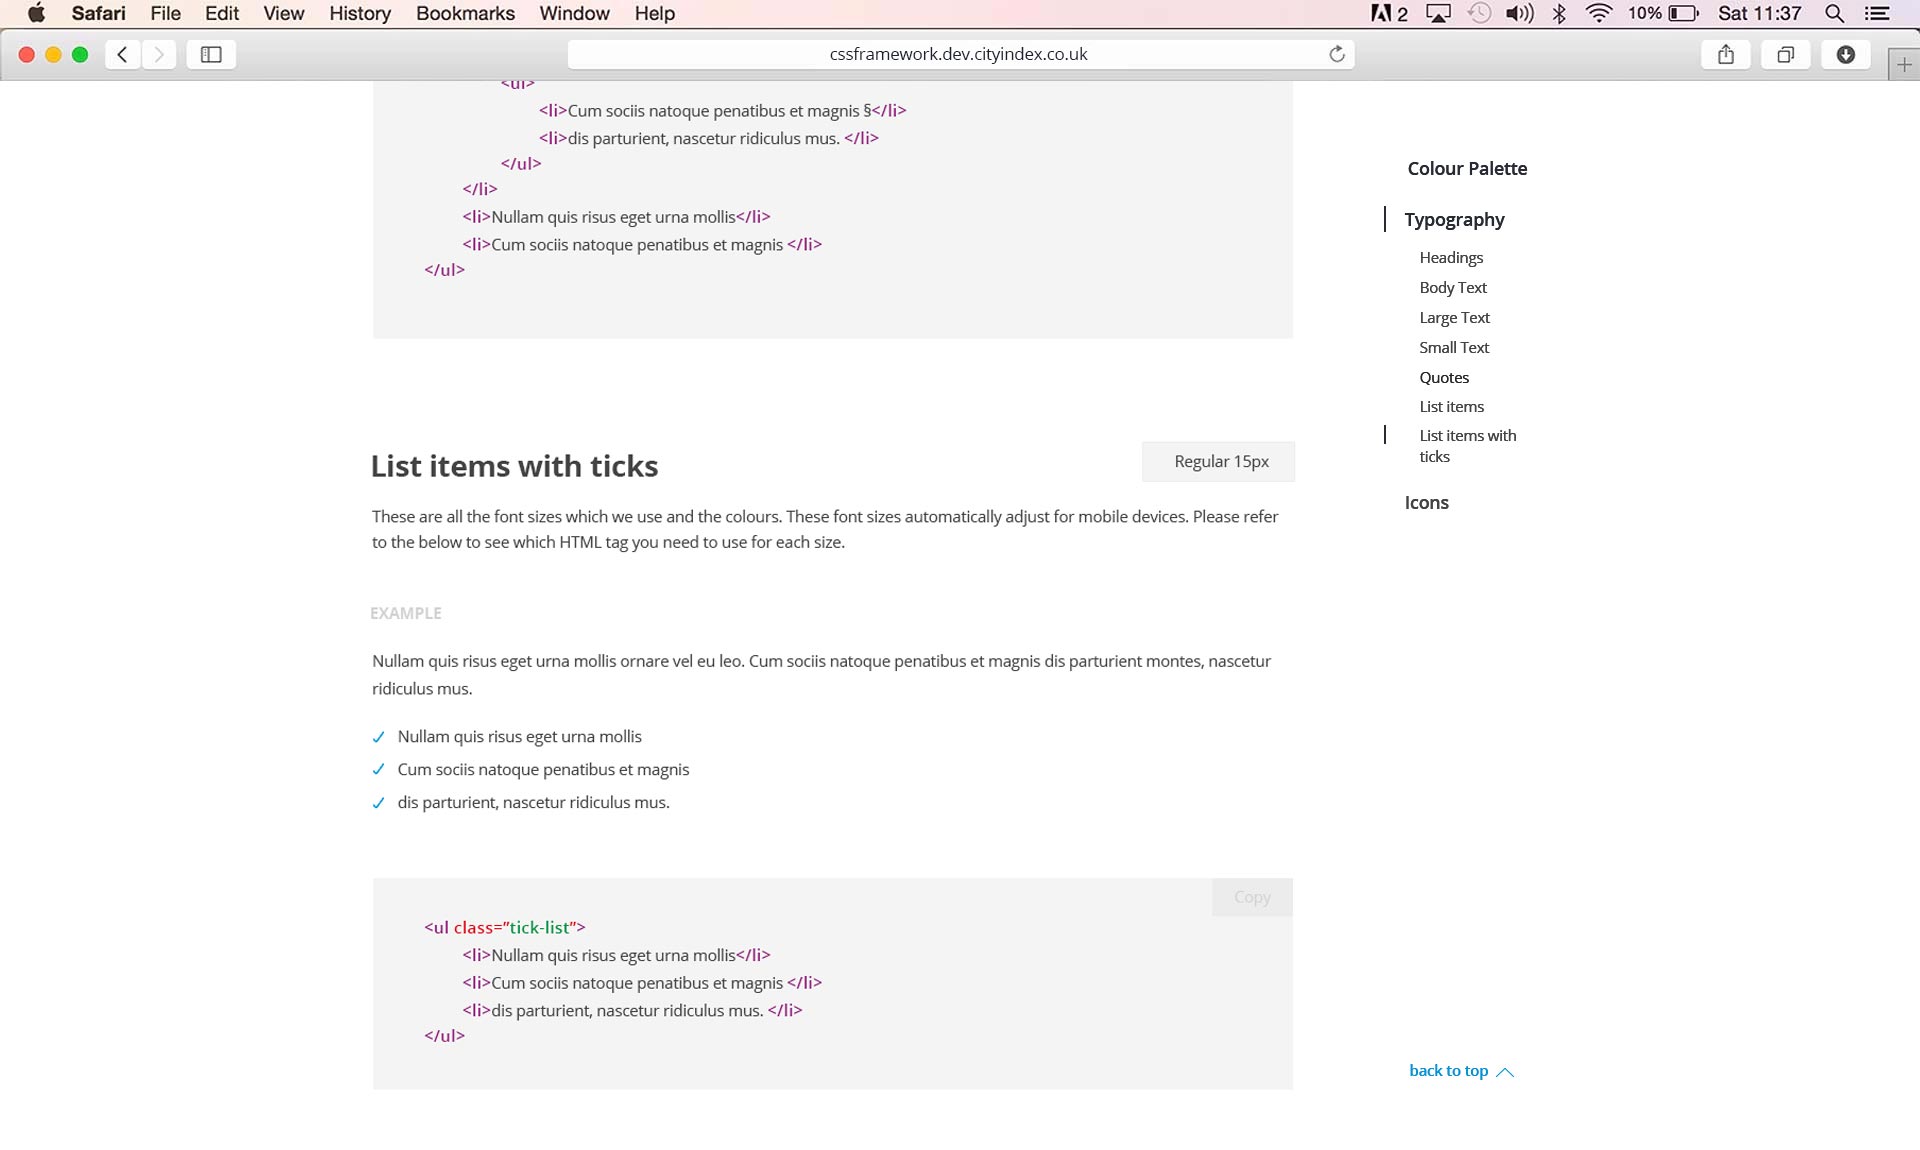 Safari File Edit View History Bookmarks Window Help 2 10% Sat 11:37
cssframework.dev.cityindex.co.uk
<ul>
<li>Cum sociis natoque penatibus et magnis §</li>
<li>dis parturient, nascetur ridiculus mus. </li>
</ul>
</li>
<li>Nullam quis risus eget urna mollis</li>
<li>Cum sociis natoque penatibus et magnis </li>
</ul>
List items with ticks
Regular 15px
These are all the font sizes which we use and the colours. These font sizes automatically adjust for mobile devices. Please refer
to the below to see which HTML tag you need to use for each size.
EXAMPLE
Nullam quis risus eget urna mollis ornare vel eu leo. Cum sociis natoque penatibus et magnis dis parturient montes, nascetur
ridiculus mus.
✓ Nullam quis risus eget urna mollis
✓ Cum sociis natoque penatibus et magnis
✓ dis parturient, nascetur ridiculus mus.
Copy
<ul class=”tick-list”>
<li>Nullam quis risus eget urna mollis</li>
<li>Cum sociis natoque penatibus et magnis </li>
<li>dis parturient, nascetur ridiculus mus. </li>
</ul>
Colour Palette
Typography
Headings
Body Text
Large Text
Small Text
Quotes
List items
List items with
ticks
Icons
back to top